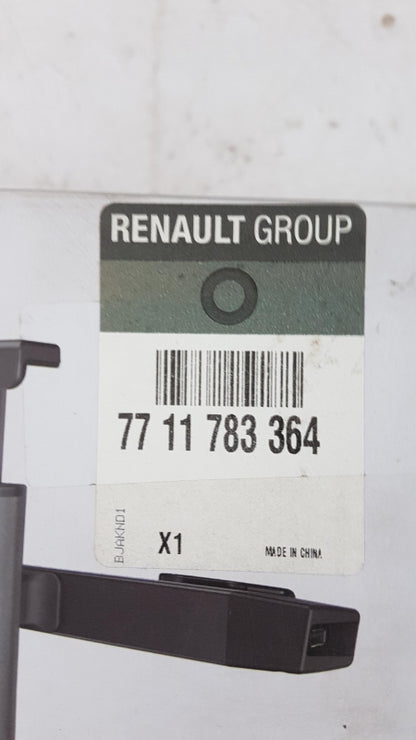 RENAULT GROUP
77 11 783 364
BJAKND1
X1
MADE IN CHINA